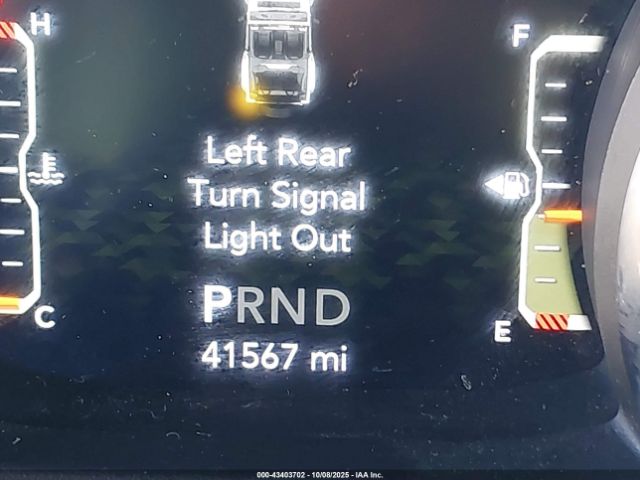 H
F
Left Rear
Turn Signal
Light Out
PRND
C
E
41567 mi
000-43403702 - 10/08/2025 - IAA Inc.